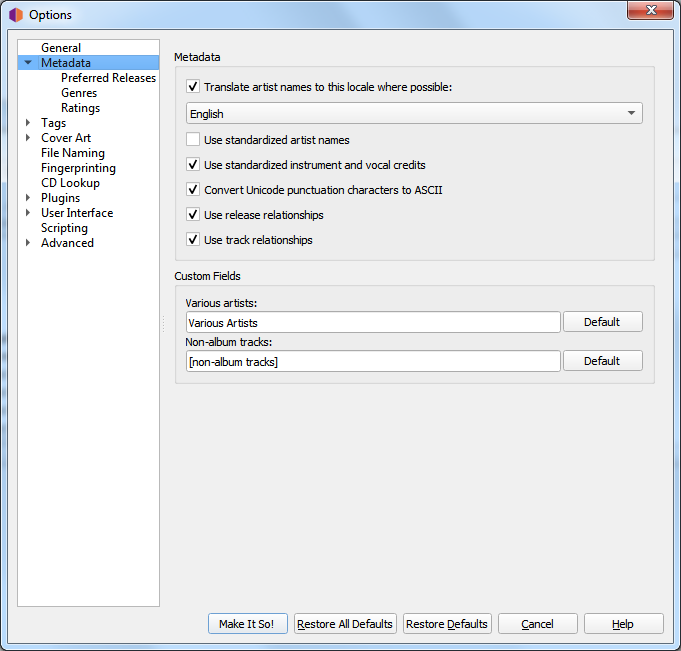 Options
General
Metadata
Preferred Releases
Genres
Ratings
Tags
Cover Art
File Naming
Fingerprinting
CD Lookup
Plugins
User Interface
Scripting
Advanced
Metadata
Translate artist names to this locale where possible:
English
Use standardized artist names
Use standardized instrument and vocal credits
Convert Unicode punctuation characters to ASCII
Use release relationships
Use track relationships
Custom Fields
Various artists:
Various Artists Default
Non-album tracks:
[non-album tracks] Default
Make It So! Restore All Defaults Restore Defaults Cancel Help